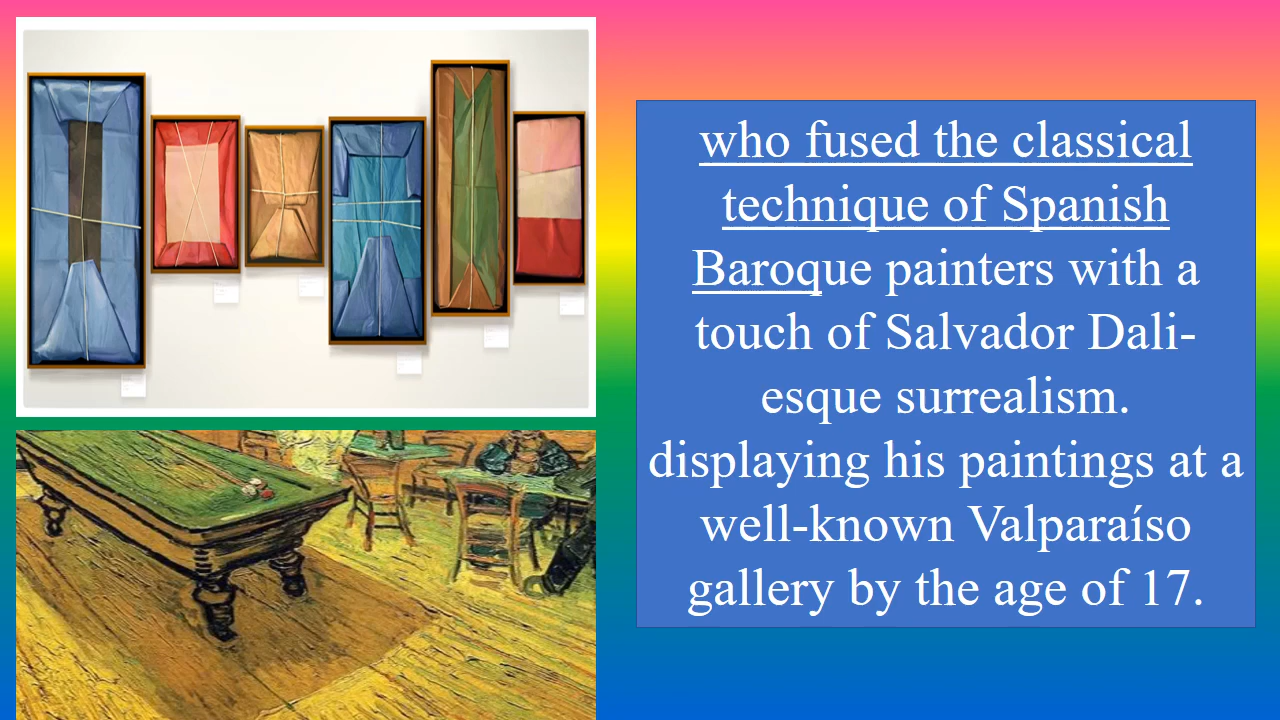 who fused the classical
technique of Spanish
Baroque painters with a
touch of Salvador Dali-
esque surrealism.
displaying his paintings at a
well-known Valparaíso
gallery by the age of 17.